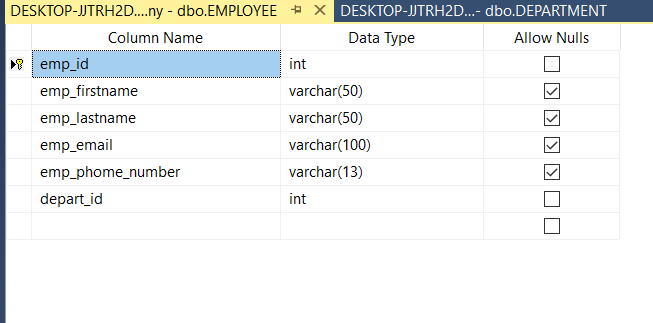 DESKTOP-JJTRH2D....ny - dbo.EMPLOYEE DESKTOP-JJTRH2D...- dbo.DEPARTMENT
Column Name Data Type Allow Nulls
emp_id int
emp_firstname varchar(50)
emp_lastname varchar(50)
emp_email varchar(100)
emp_phome_number varchar(13)
depart_id int